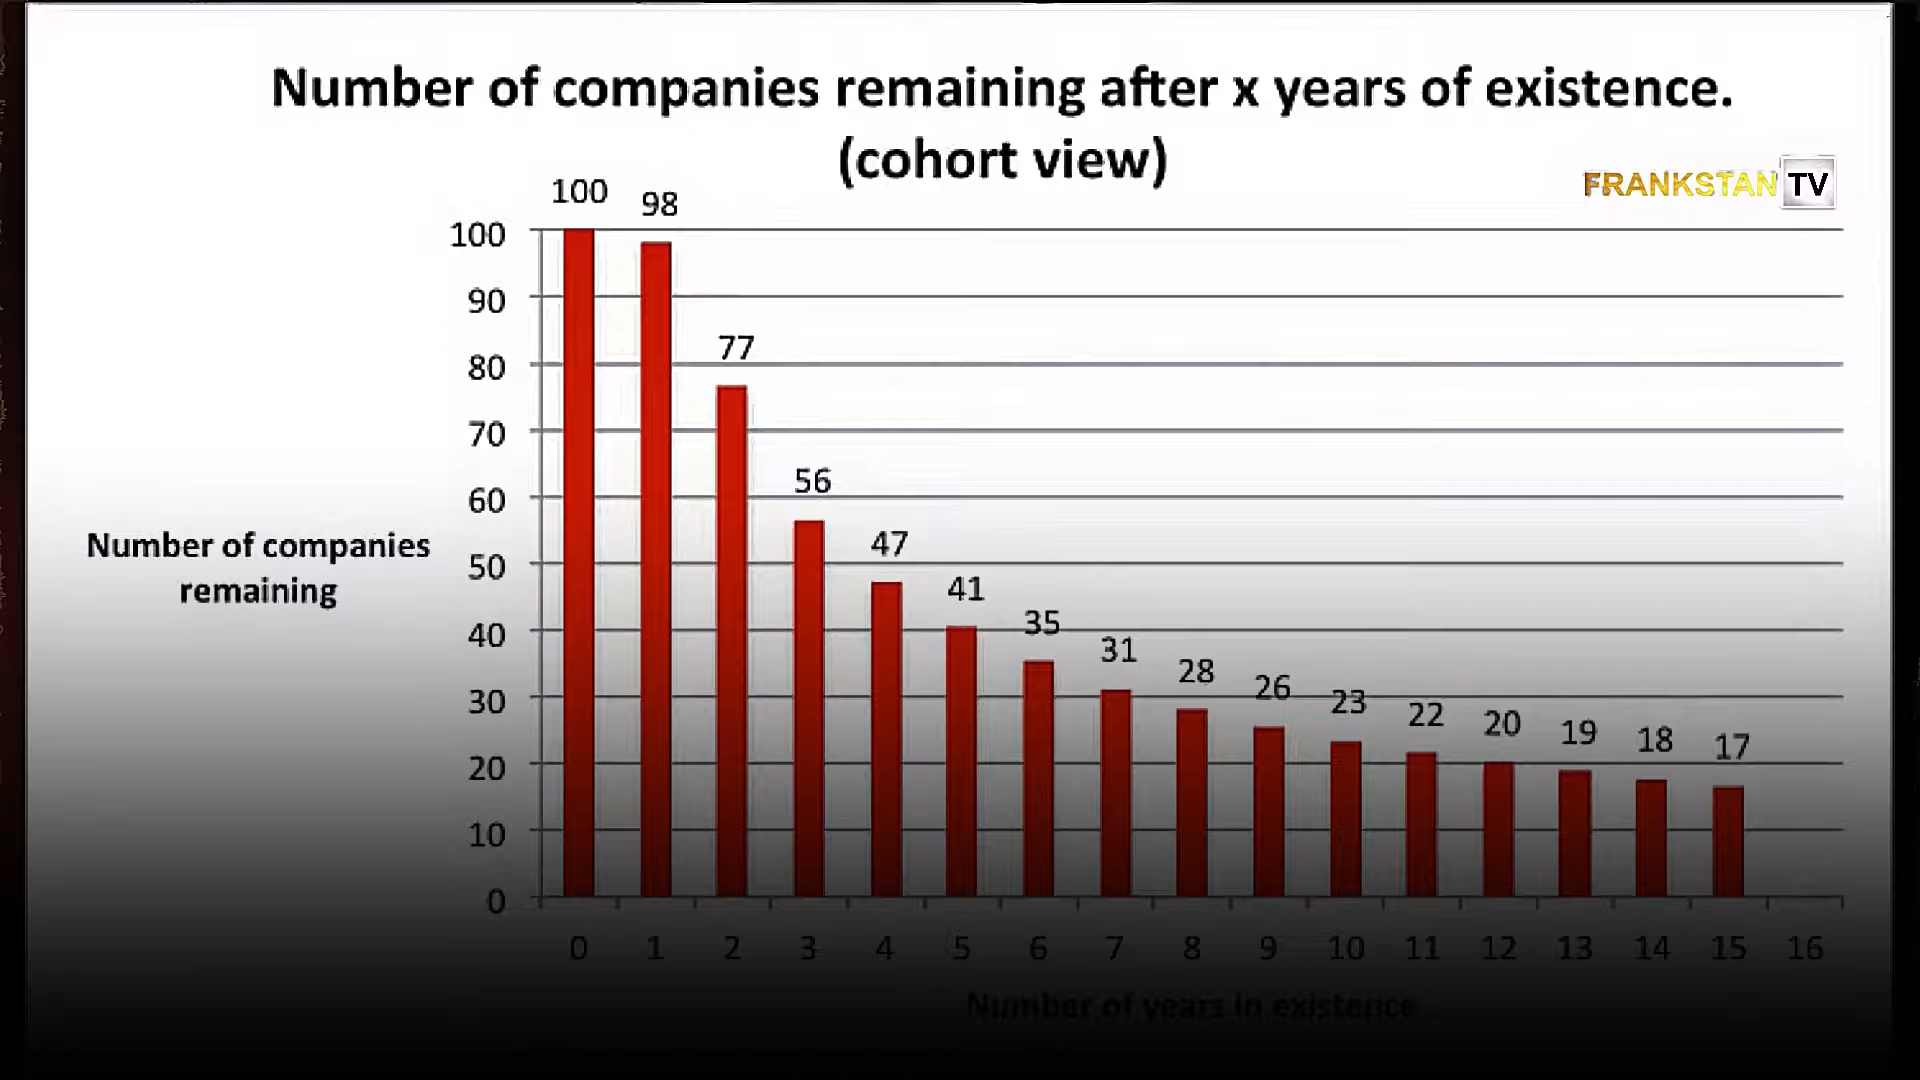 Number of companies remaining after x years of existence.
(cohort view)
FRANKSTAN TV
100 98 77 56 47 41 35 31 28 26 23 22 20 19 18 17
100
90
80
70
60
50
40
30
20
10
0
Number of companies
remaining
0 1 2 3 4 5 6 7 8 9 10 11 12 13 14 15 16
Number of years in existence